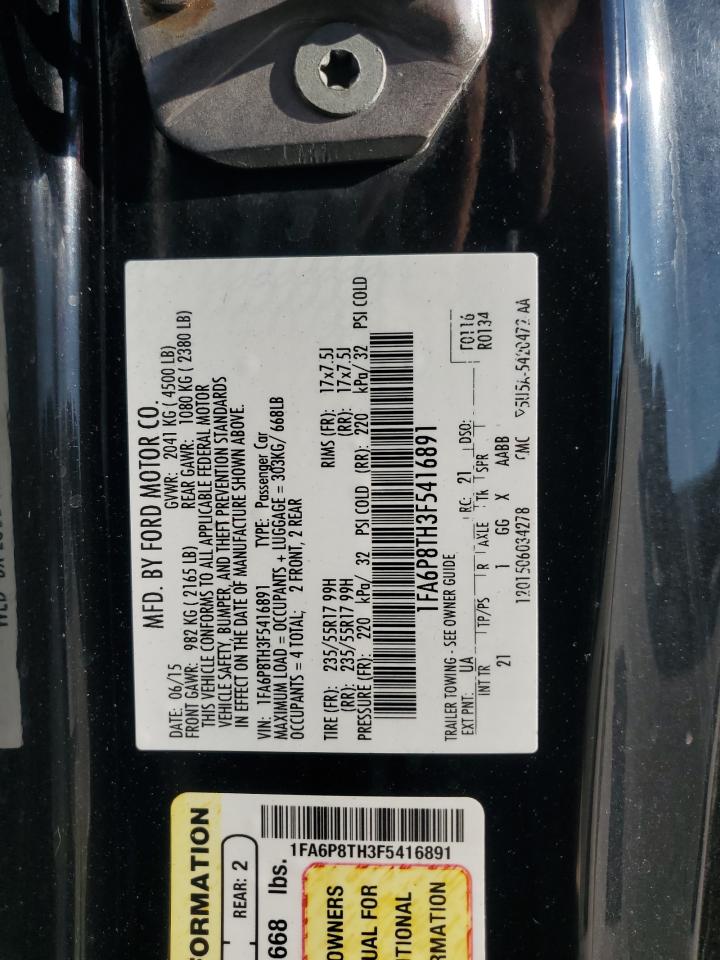 MFD. BY FORD MOTOR CO.
DATE: 06/15 GVWR: 2041 KG ( 4500 LB)
FRONT GAWR: 982 KG ( 2165 LB) REAR GAWR: 1080 KG ( 2380 LB)
THIS VEHICLE CONFORMS TO ALL APPLICABLE FEDERAL MOTOR
VEHICLE SAFETY, BUMPER, AND THEFT PREVENTION STANDARDS
IN EFFECT ON THE DATE OF MANUFACTURE SHOWN ABOVE.
VIN: 1FA6P8TH3F5416891 TYPE: Passenger Car
MAXIMUM LOAD = OCCUPANTS + LUGGAGE = 303KG/ 668LB
OCCUPANTS = 4 TOTAL; 2 FRONT, 2 REAR
TIRE (FR): 235/55R17 99H RIMS (FR): 17x7.5J
(RR): 235/55R17 99H (RR): 17x7.5J
PRESSURE (FR): 220 kPa/ 32 PSI COLD (RR): 220 kPa/ 32 PSI COLD
1FA6P8TH3F5416891
TRAILER TOWING - SEE OWNER GUIDE
EXT PNT: UA RC: 21 DSO:
INT TR TP/PS R AXLE TK SPR
21 1 GG X AABB
F0116
R0134
1201506034278
ORMATION
REAR: 2
668 lbs.
1FA6P8TH3F5416891
OWNERS
UAL FOR
TIONAL
RMATION